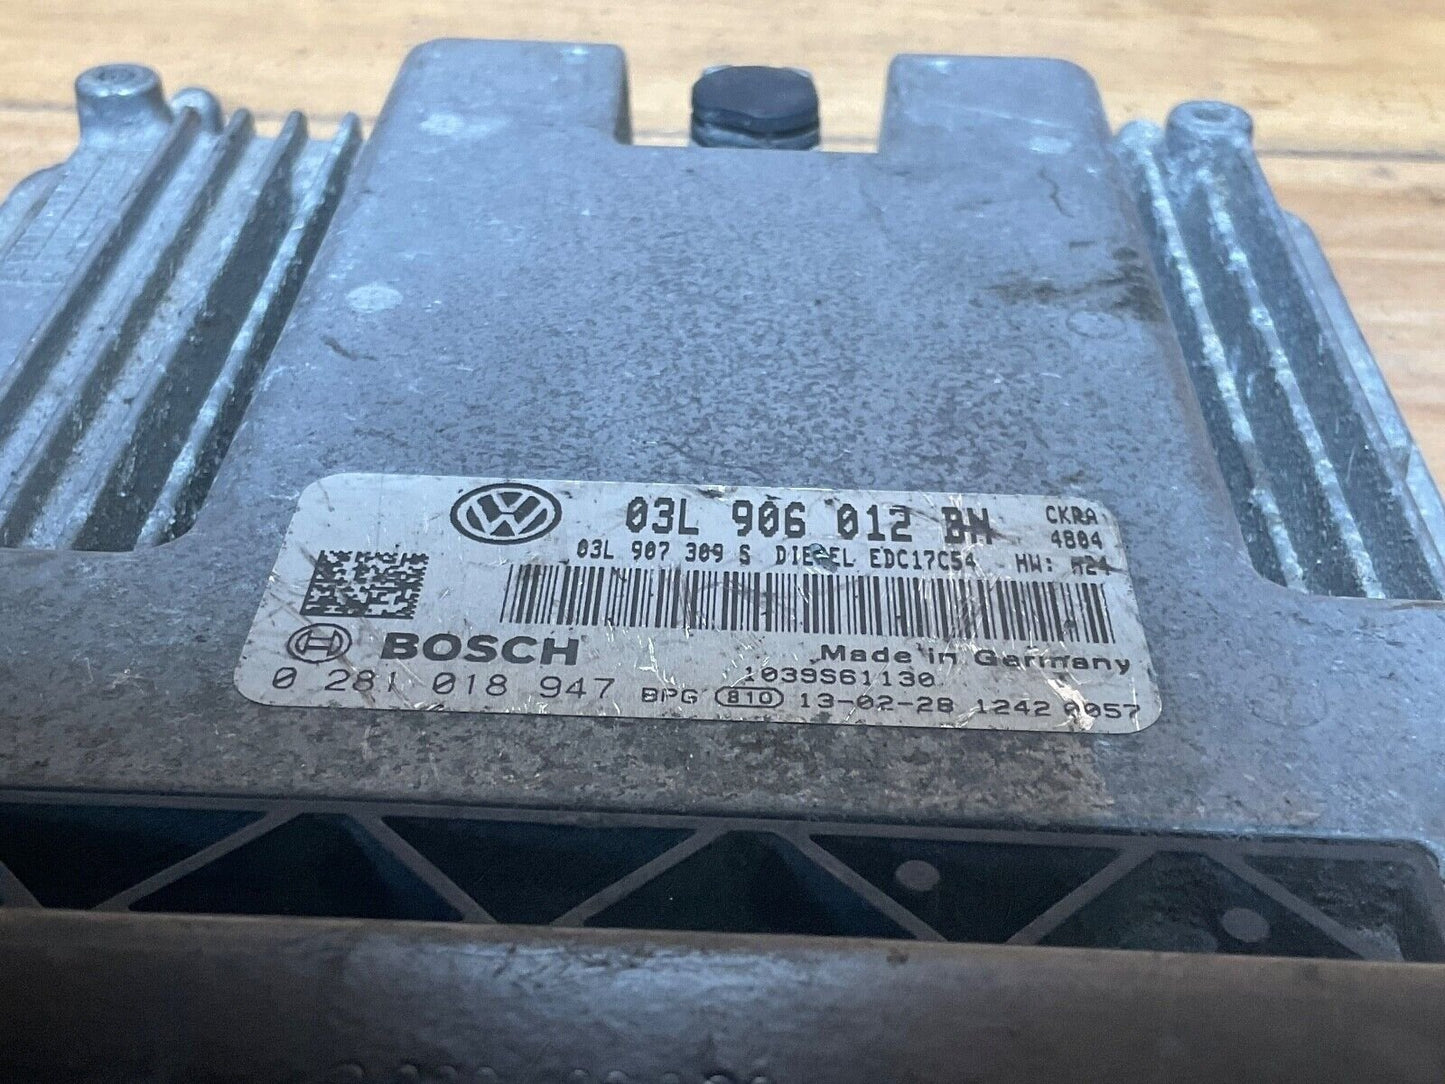 03L 906 012 BN CKRA
4804
03L 907 309 S DIESEL EDC17C54 HW: H24
BOSCH
Made in Germany
1039S61130
0 281 018 947 BPG 810 13-02-28 1242 0057